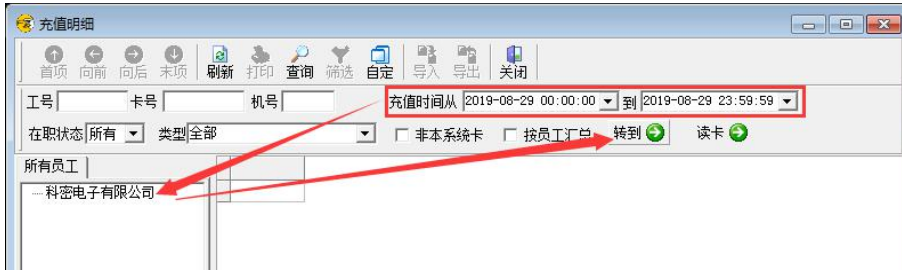 充值明细
首项 向前 向后 末项 刷新 打印 查询 筛选 自定 导入 导出 关闭
工号 卡号 机号 充值时间从 2019-08-29 00:00:00 到 2019-08-29 23:59:59
在职状态 所有 类型 全部 非本系统卡 按员工汇总 转到 读卡
所有员工
科密电子有限公司